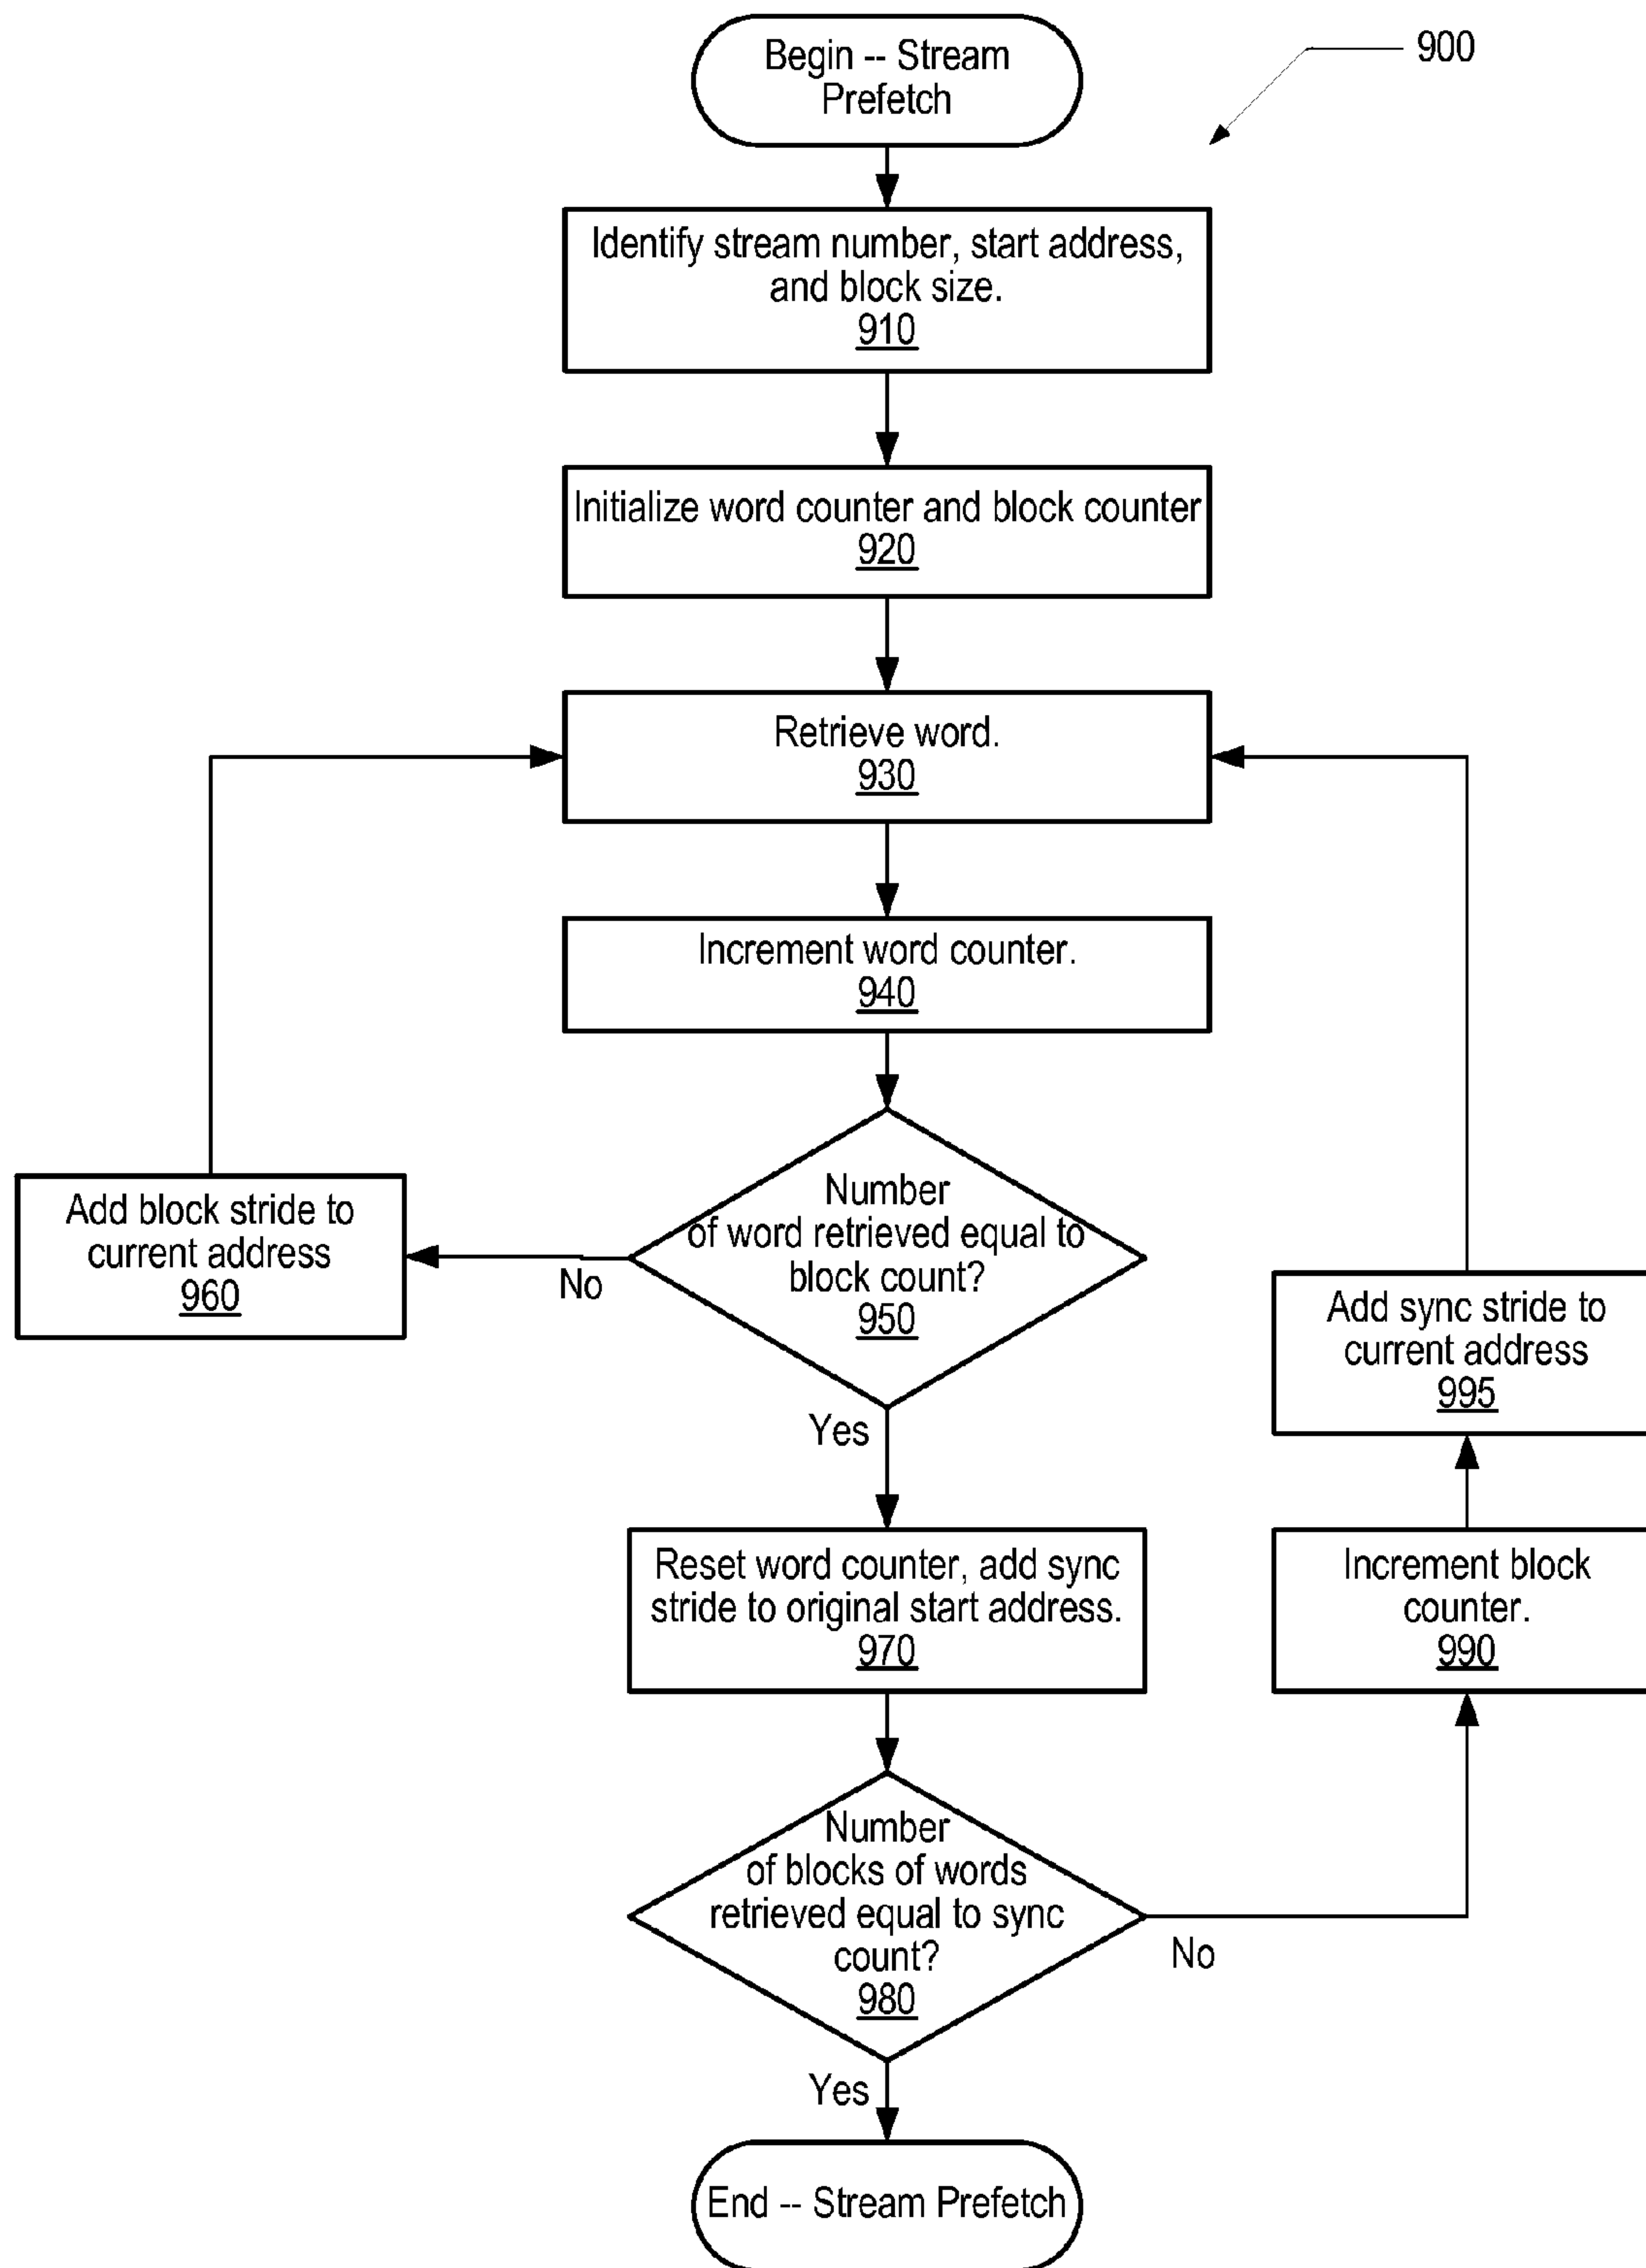 Begin -- Stream
Prefetch
900
Identify stream number, start address,
and block size.
910
Initialize word counter and block counter
920
Retrieve word.
930
Increment word counter.
940
Number
of word retrieved equal to
block count?
950
No
Add block stride to
current address
960
Yes
Reset word counter, add sync
stride to original start address.
970
Number
of blocks of words
retrieved equal to sync
count?
980
No
Increment block
counter.
990
Add sync stride to
current address
995
Yes
End -- Stream Prefetch